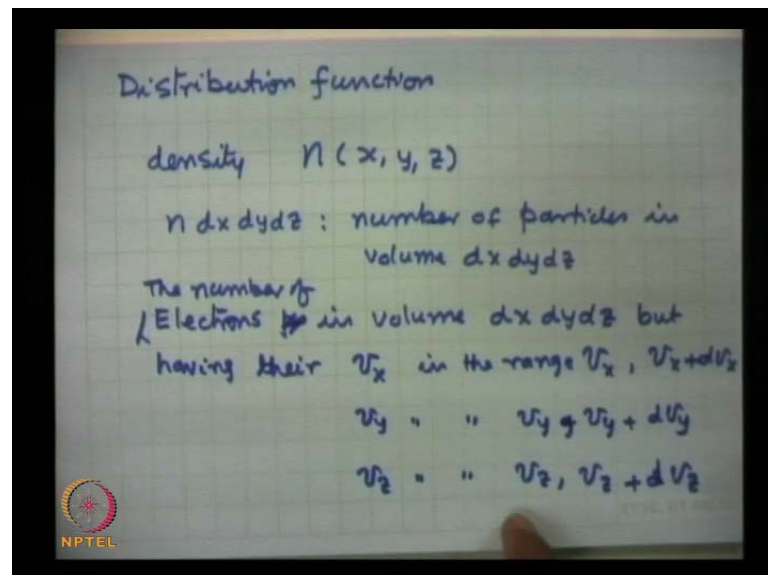 Distribution function
density n(x, y, z)
n dx dy dz : number of particles in
volume dx dy dz
The number of
Electrons in volume dx dy dz but
having their v_x in the range v_x, v_x+dv_x
v_y " " v_y, v_y + dv_y
v_z " " v_z, v_z + dv_z
NPTEL